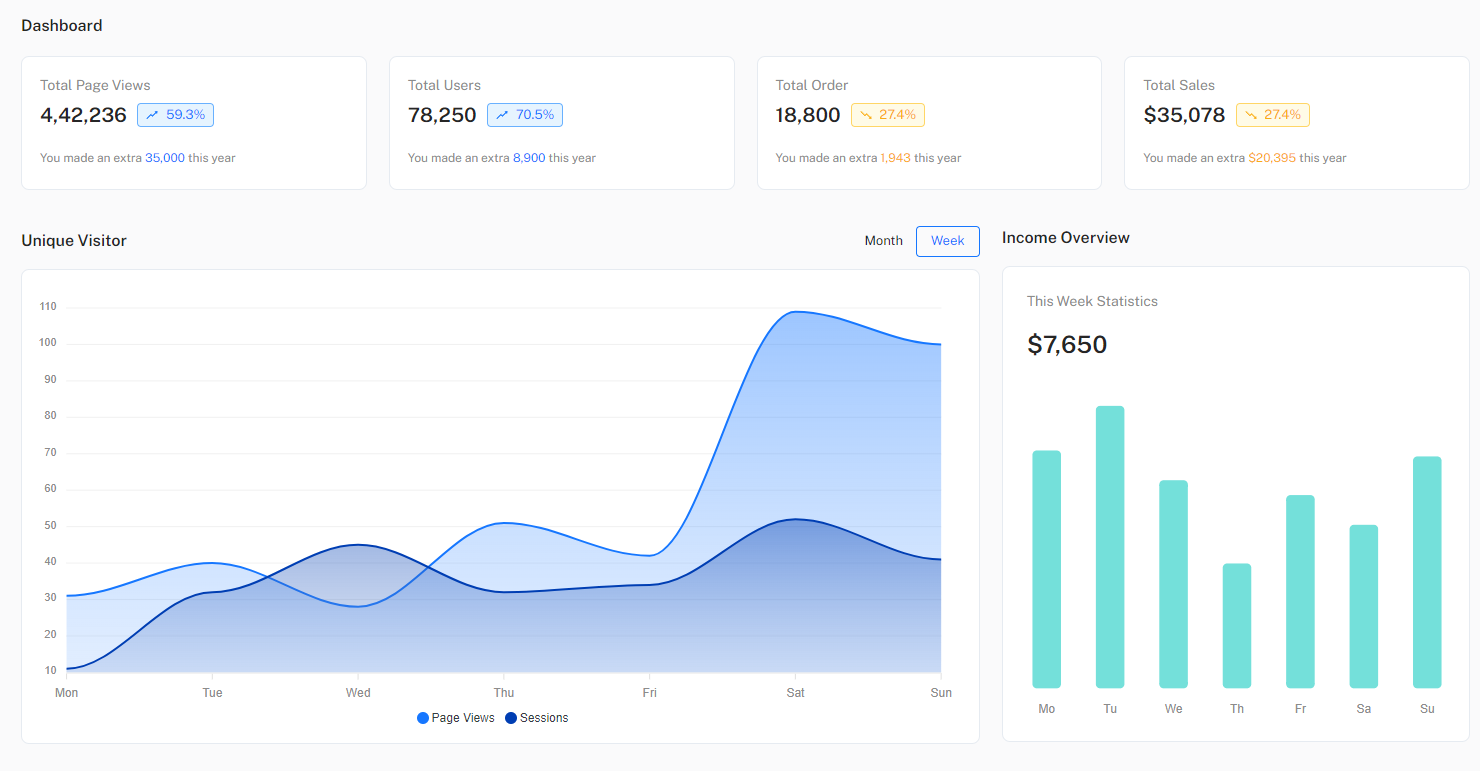 Dashboard
Total Page Views
4,42,236 59.3%
You made an extra 35,000 this year
Total Users
78,250 70.5%
You made an extra 8,900 this year
Total Order
18,800 27.4%
You made an extra 1,943 this year
Total Sales
$35,078 27.4%
You made an extra $20,395 this year
Unique Visitor
Month Week
110
100
90
80
70
60
50
40
30
20
10
Mon Tue Wed Thu Fri Sat Sun
Page Views Sessions
Income Overview
This Week Statistics
$7,650
Mo Tu We Th Fr Sa Su